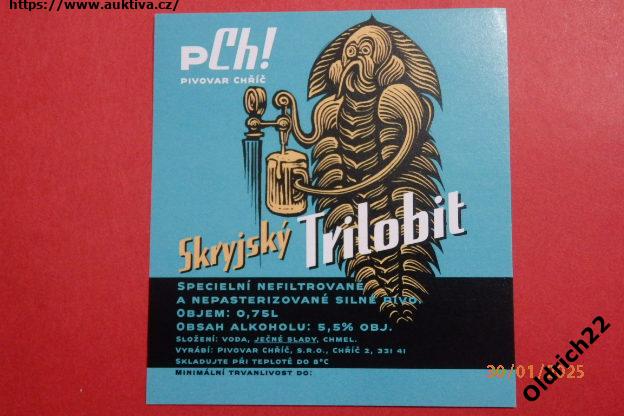 https://www.auktiva.cz/
PCh!
PIVOVAR CHŘÍČ
Skryjský Trilobit
SPECIELNÍ NEFILTROVANÉ
A NEPASTERIZOVANÉ SILNÉ PIVO.
OBJEM: 0,75L
OBSAH ALKOHOLU: 5,5% OBJ.
SLOŽENÍ: VODA, JEČNÉ SLADY, CHMEL.
VYRÁBÍ: PIVOVAR CHŘÍČ, S.R.O., CHŘÍČ 2, 331 41
SKLADUJTE PŘI TEPLOTĚ DO 8°C
MINIMÁLNÍ TRVANLIVOST DO:
20/01/2025
Oldrich22